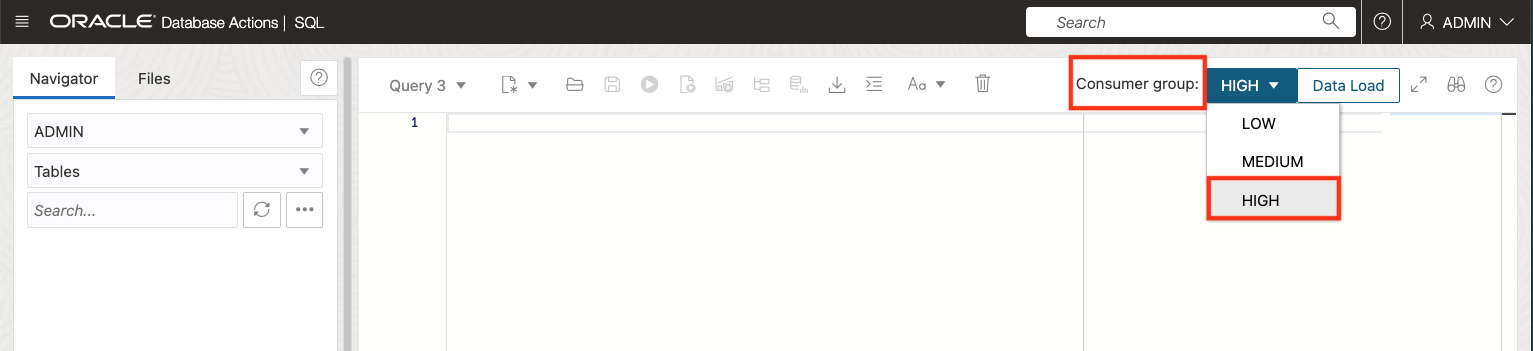 ORACLE Database Actions | SQL
Search
ADMIN
Navigator
Files
Query 3
Aa
Consumer group:
HIGH
Data Load
ADMIN
Tables
Search...
1
LOW
MEDIUM
HIGH